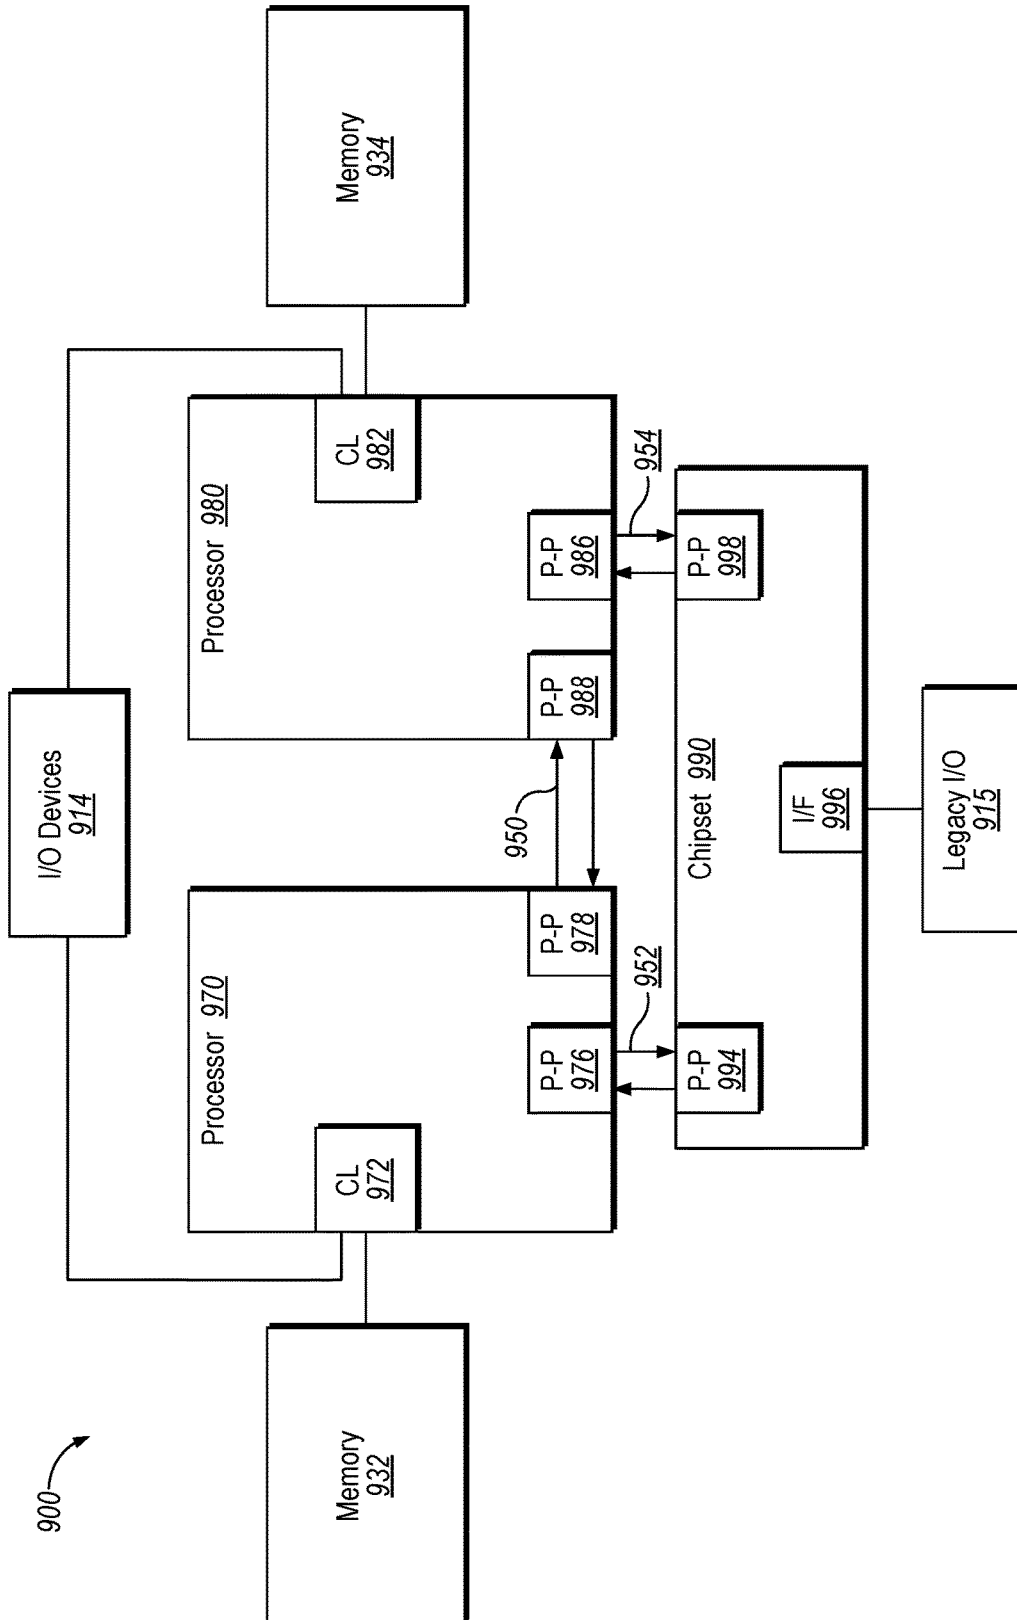 900
I/O Devices
914
Memory
932
Processor 970
CL
972
P-P
976
P-P
978
950
Processor 980
CL
982
P-P
988
P-P
986
Memory
934
952
954
Chipset 990
P-P
994
P-P
998
I/F
996
Legacy I/O
915